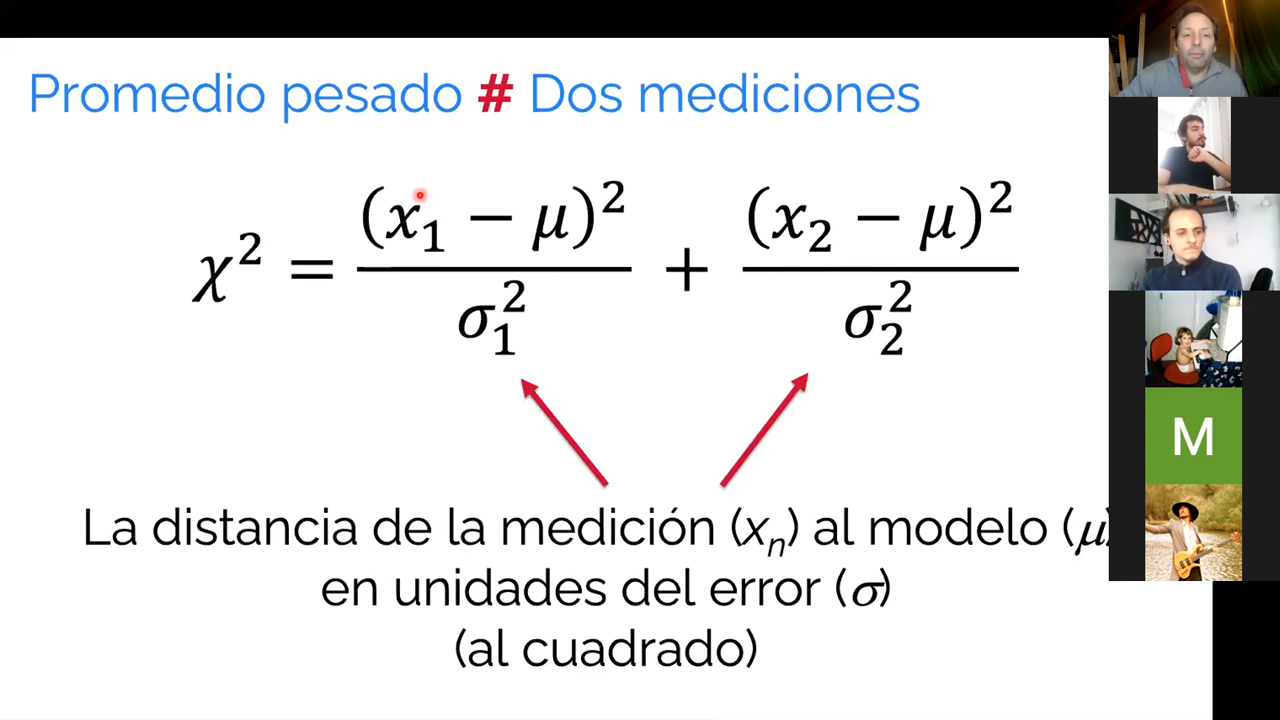 Promedio pesado # Dos mediciones
χ² = (x₁ − μ)²/σ₁² + (x₂ − μ)²/σ₂²
La distancia de la medición (xₙ) al modelo (μ)
en unidades del error (σ)
(al cuadrado)
M